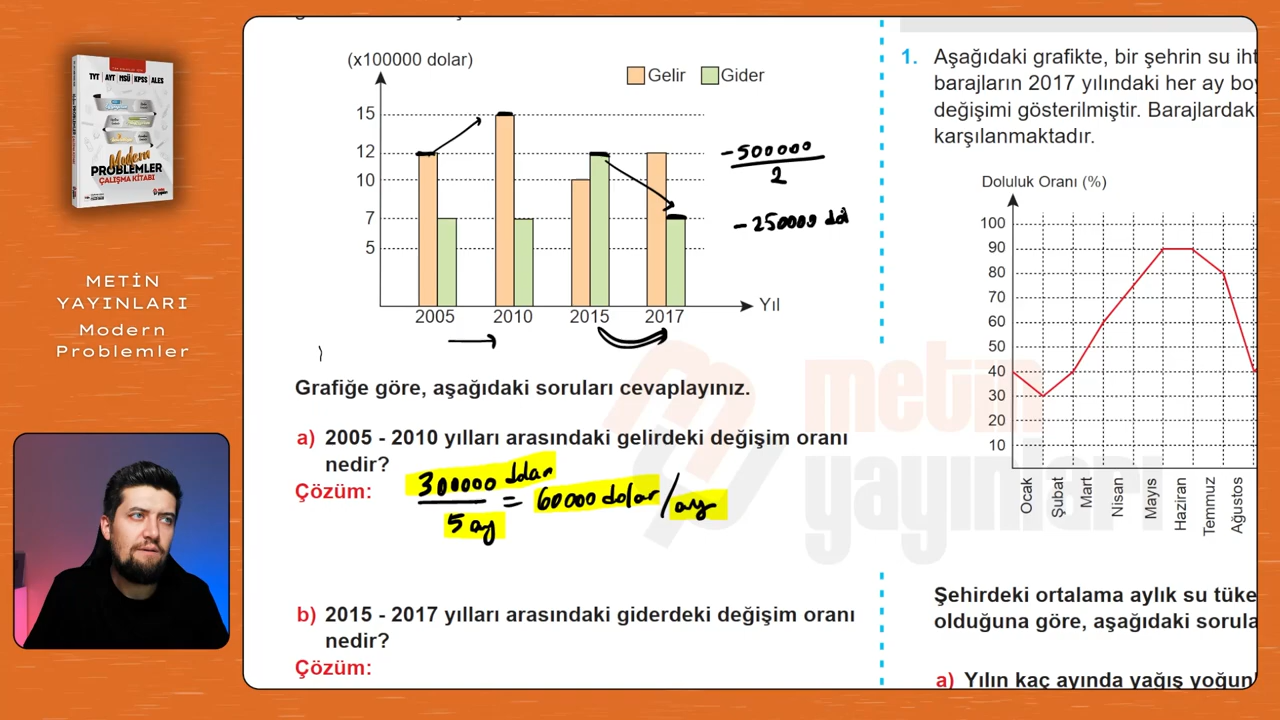 TYT | AYT | MSÜ | KPSS | ALES
Modern
PROBLEMLER
ÇALIŞMA KİTABI
METİN
YAYINLARI
Modern
Problemler
(x100000 dolar)
Gelir
Gider
15
12
10
7
5
2005
2010
2015
2017
Yıl
-500000
2
-250000 dol
Grafiğe göre, aşağıdaki soruları cevaplayınız.
a) 2005 - 2010 yılları arasındaki gelirdeki değişim oranı
nedir?
Çözüm:
300000 dolar
5 ay
= 60000 dolar/ay
b) 2015 - 2017 yılları arasındaki giderdeki değişim oranı
nedir?
Çözüm:
metin
yayınları
1. Aşağıdaki grafikte, bir şehrin su iht
barajların 2017 yılındaki her ay boy
değişimi gösterilmiştir. Barajlardak
karşılanmaktadır.
Doluluk Oranı (%)
100
90
80
70
60
50
40
30
20
10
Ocak
Şubat
Mart
Nisan
Mayıs
Haziran
Temmuz
Ağustos
Şehirdeki ortalama aylık su tüke
olduğuna göre, aşağıdaki sorula
a) Yılın kaç ayında yağış yoğun